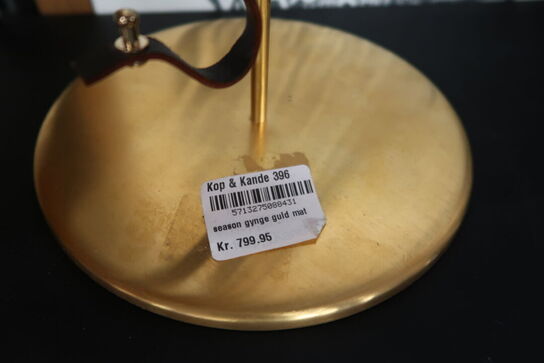 Kop & Kande 396
5713275088431
season gynge guld mat
Kr. 799.95